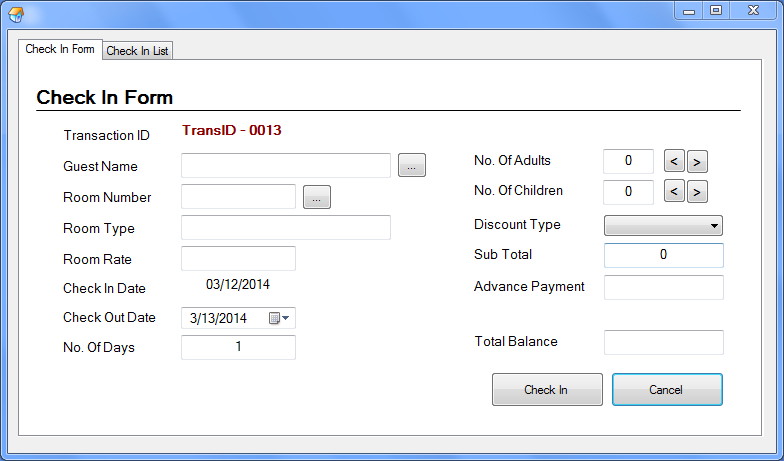 Check In Form
Check In List
Check In Form
Transaction ID
TransID - 0013
Guest Name
...
Room Number
...
Room Type
Room Rate
Check In Date
03/12/2014
Check Out Date
3/13/2014
No. Of Days
1
No. Of Adults
0
<
>
No. Of Children
0
<
>
Discount Type
Sub Total
0
Advance Payment
Total Balance
Check In
Cancel